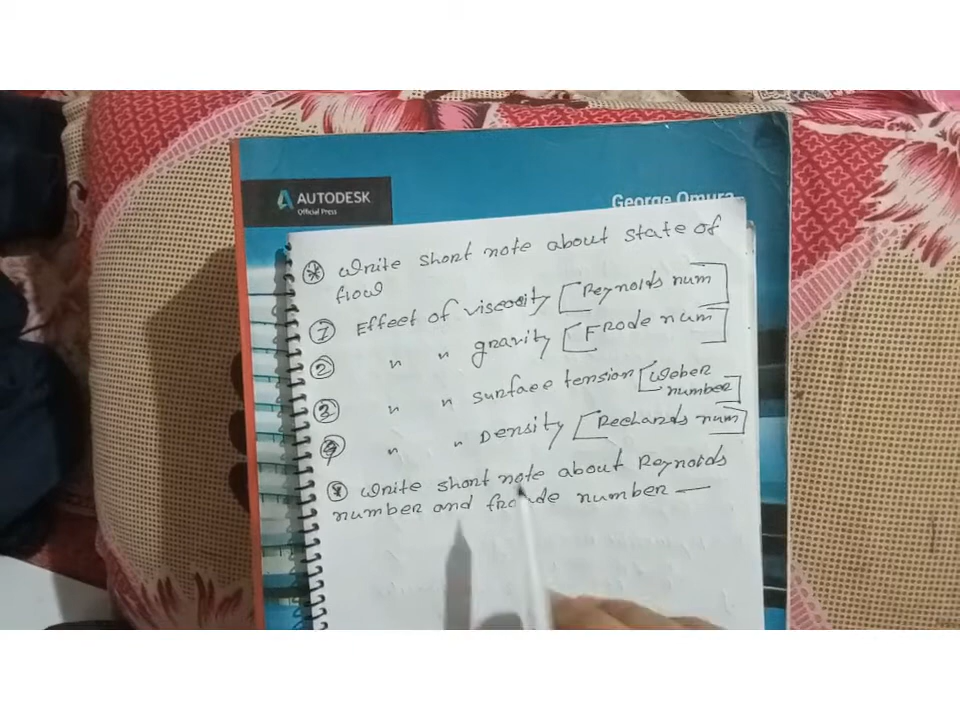 AUTODESK
Official Press
George Omura
* Write short note about state of
flow
1 Effect of viscosity [Reynolds num]
2 " " gravity [Frode num]
3 " " surface tension [Weber
number]
4 " " Density [Rechards num]
* Write short note about Reynolds
number and froude number —